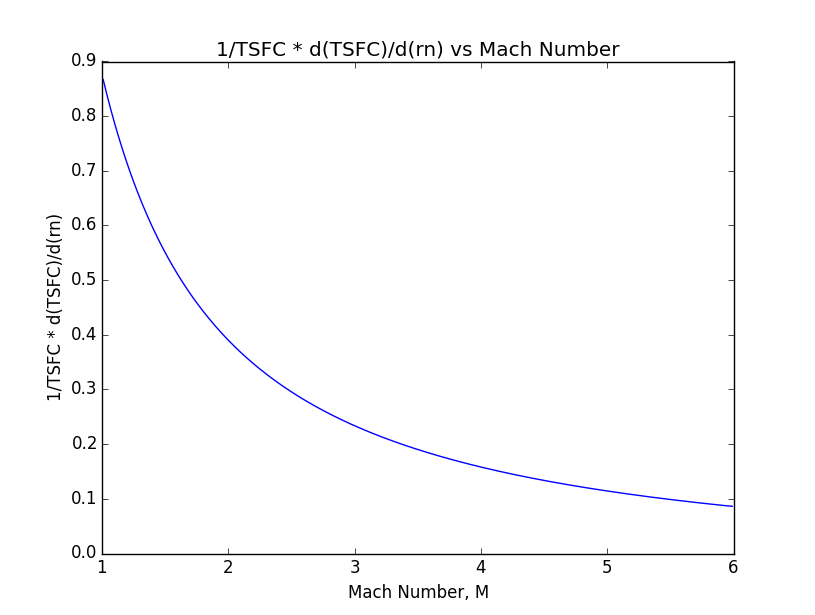 1/TSFC * d(TSFC)/d(rn) vs Mach Number
1/TSFC * d(TSFC)/d(rn)
0.9
0.8
0.7
0.6
0.5
0.4
0.3
0.2
0.1
0.0
1 2 3 4 5 6
Mach Number, M